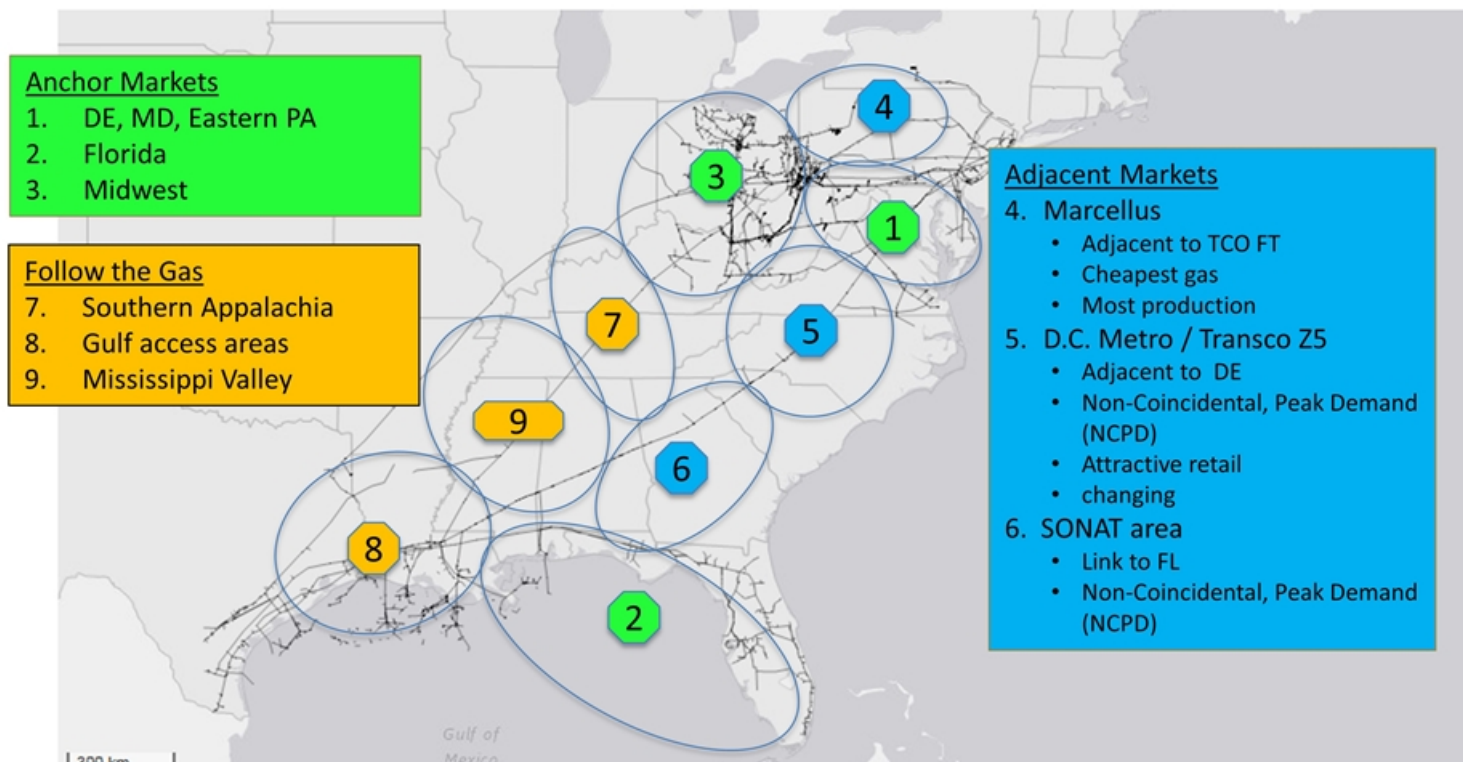 Anchor Markets
1. DE, MD, Eastern PA
2. Florida
3. Midwest
Follow the Gas
7. Southern Appalachia
8. Gulf access areas
9. Mississippi Valley
4
3
1
7
5
9
6
8
2
Adjacent Markets
4. Marcellus
• Adjacent to TCO FT
• Cheapest gas
• Most production
5. D.C. Metro / Transco Z5
• Adjacent to DE
• Non-Coincidental, Peak Demand
(NCPD)
• Attractive retail
• changing
6. SONAT area
• Link to FL
• Non-Coincidental, Peak Demand
(NCPD)
Gulf of
Mexico